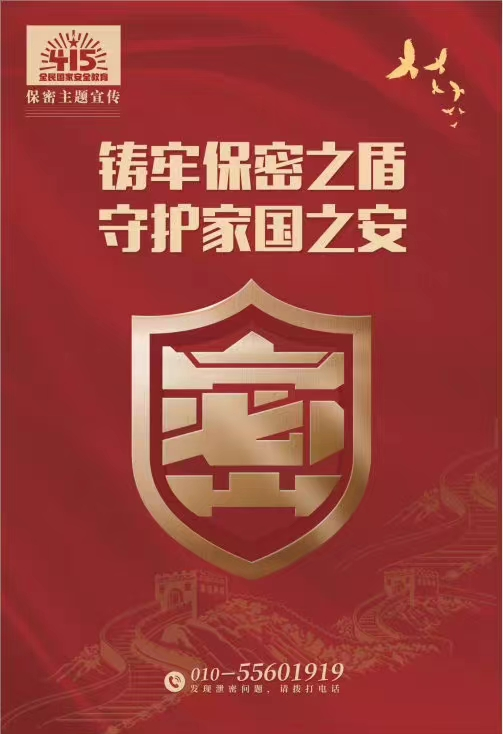 415
全民国家安全教育
保密主题宣传
铸牢保密之盾
守护家国之安
密
010-55601919
发现泄密问题，请拨打电话